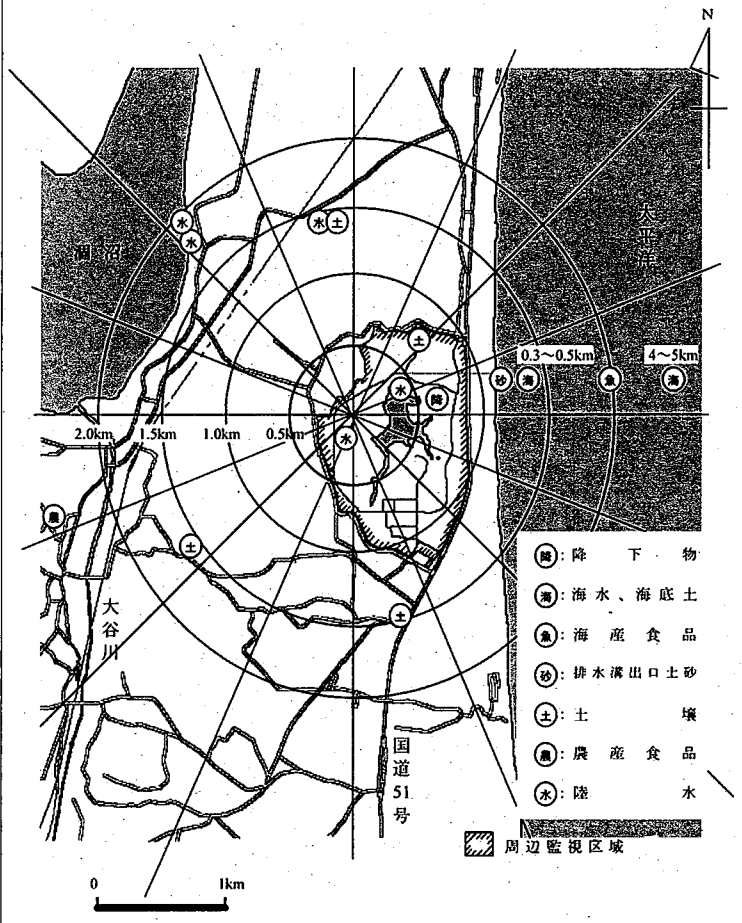 N
水
水
水 土
涸沼
太平洋
土
0.3～0.5km
4～5km
水
降
砂
海
魚
海
2.0km
1.5km
1.0km
0.5km
水
農
土
土
大谷川
国道51号
降：降下物
海：海水、海底土
魚：海産食品
砂：排水溝出口土砂
土：土壌
農：農産食品
水：陸水
周辺監視区域
0
1km